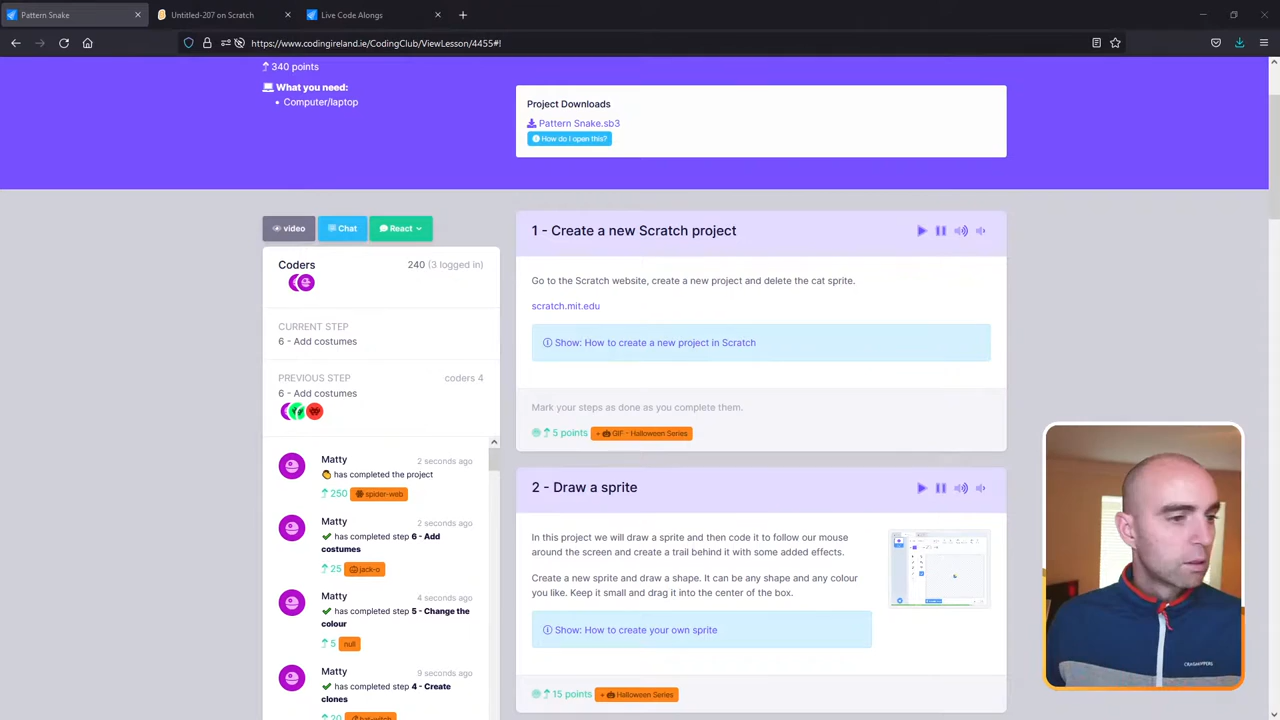 Pattern Snake
Untitled-207 on Scratch
Live Code Alongs
https://www.codingireland.ie/CodingClub/ViewLesson/4455#!
340 points
What you need:
• Computer/laptop
Project Downloads
Pattern Snake.sb3
How do I open this?
video
Chat
React
Coders
240 (3 logged in)
CURRENT STEP
6 - Add costumes
PREVIOUS STEP
coders 4
6 - Add costumes
Matty
2 seconds ago
has completed the project
250 spider-web
Matty
2 seconds ago
has completed step 6 - Add
costumes
25 jack-o
Matty
4 seconds ago
has completed step 5 - Change the
colour
5 null
Matty
9 seconds ago
has completed step 4 - Create
clones
20 hat-witch
1 - Create a new Scratch project
Go to the Scratch website, create a new project and delete the cat sprite.
scratch.mit.edu
Show: How to create a new project in Scratch
Mark your steps as done as you complete them.
5 points + GIF - Halloween Series
2 - Draw a sprite
In this project we will draw a sprite and then code it to follow our mouse
around the screen and create a trail behind it with some added effects.
Create a new sprite and draw a shape. It can be any shape and any colour
you like. Keep it small and drag it into the center of the box.
Show: How to create your own sprite
15 points + Halloween Series